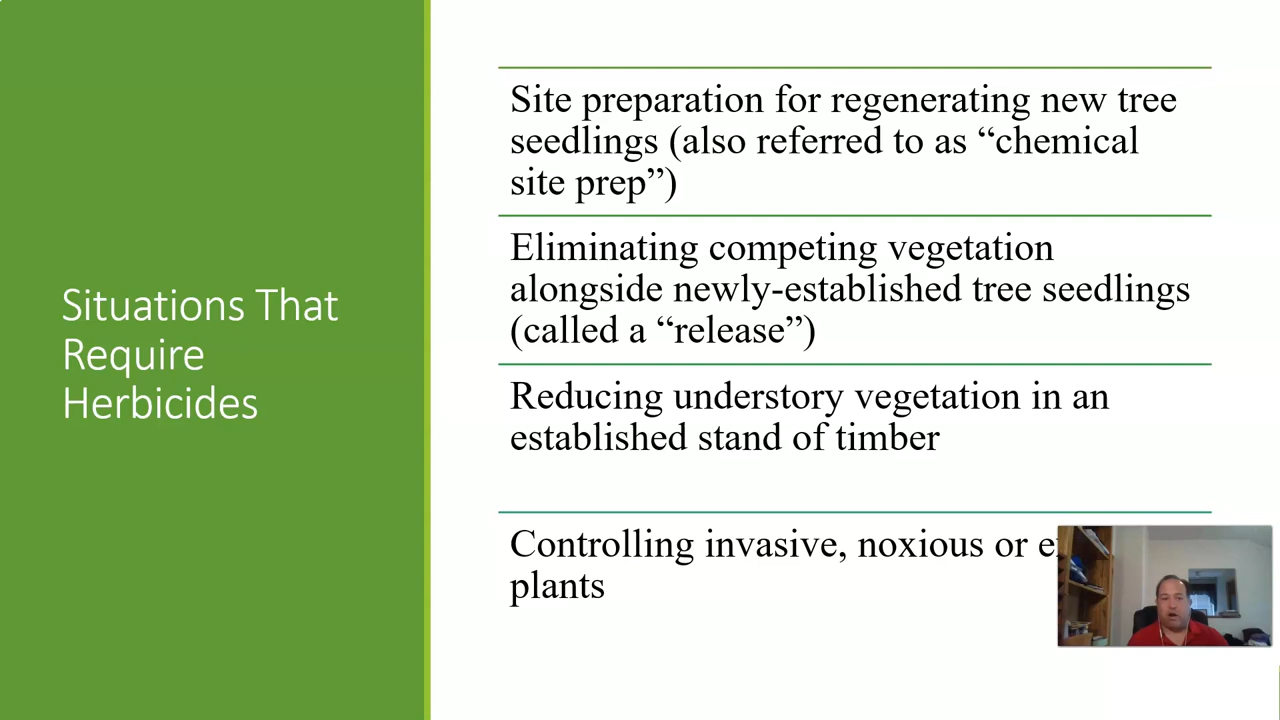 Situations That
Require
Herbicides
Site preparation for regenerating new tree
seedlings (also referred to as “chemical
site prep”)
Eliminating competing vegetation
alongside newly-established tree seedlings
(called a “release”)
Reducing understory vegetation in an
established stand of timber
Controlling invasive, noxious or
plants